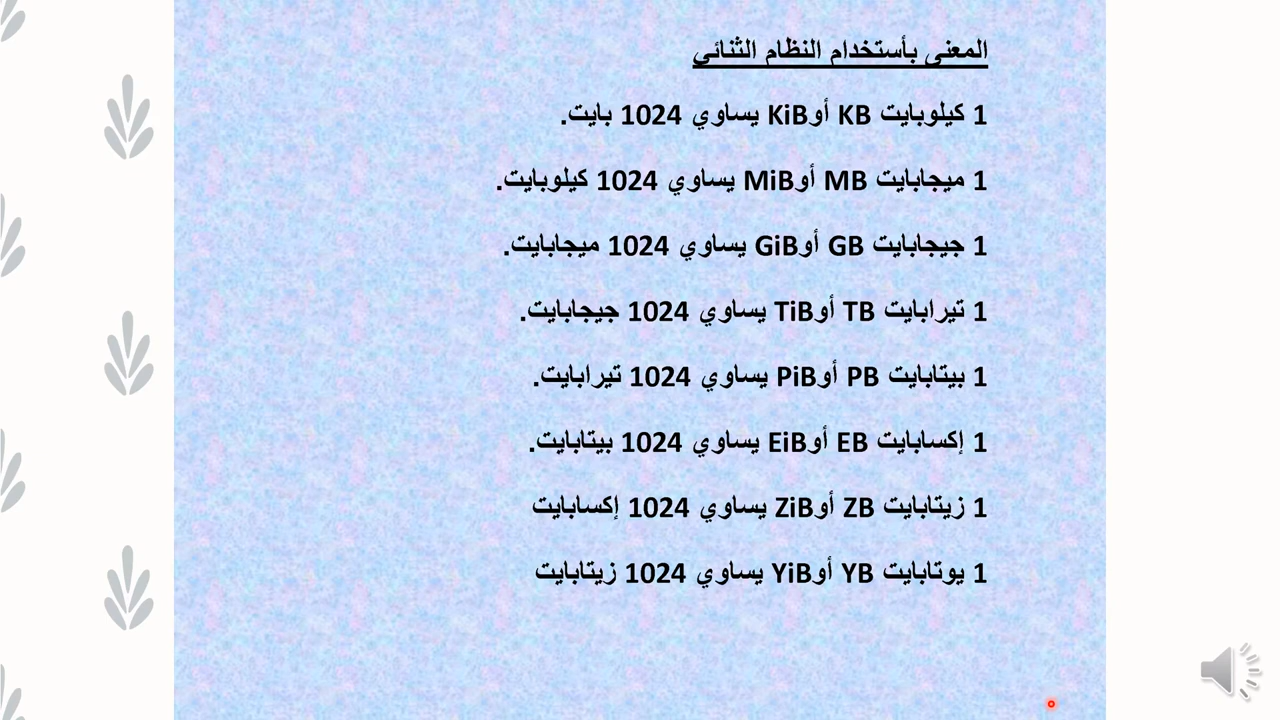 المعنى بأستخدام النظام الثنائي
1 كيلوبايت KB أوKiB يساوي 1024 بايت.
1 ميجابايت MB أوMiB يساوي 1024 كيلوبايت.
1 جيجابايت GB أوGiB يساوي 1024 ميجابايت.
1 تيرابايت TB أوTiB يساوي 1024 جيجابايت.
1 بيتابايت PB أوPiB يساوي 1024 تيرابايت.
1 إكسابايت EB أوEiB يساوي 1024 بيتابايت.
1 زيتابايت ZB أوZiB يساوي 1024 إكسابايت
1 يوتابايت YB أوYiB يساوي 1024 زيتابايت